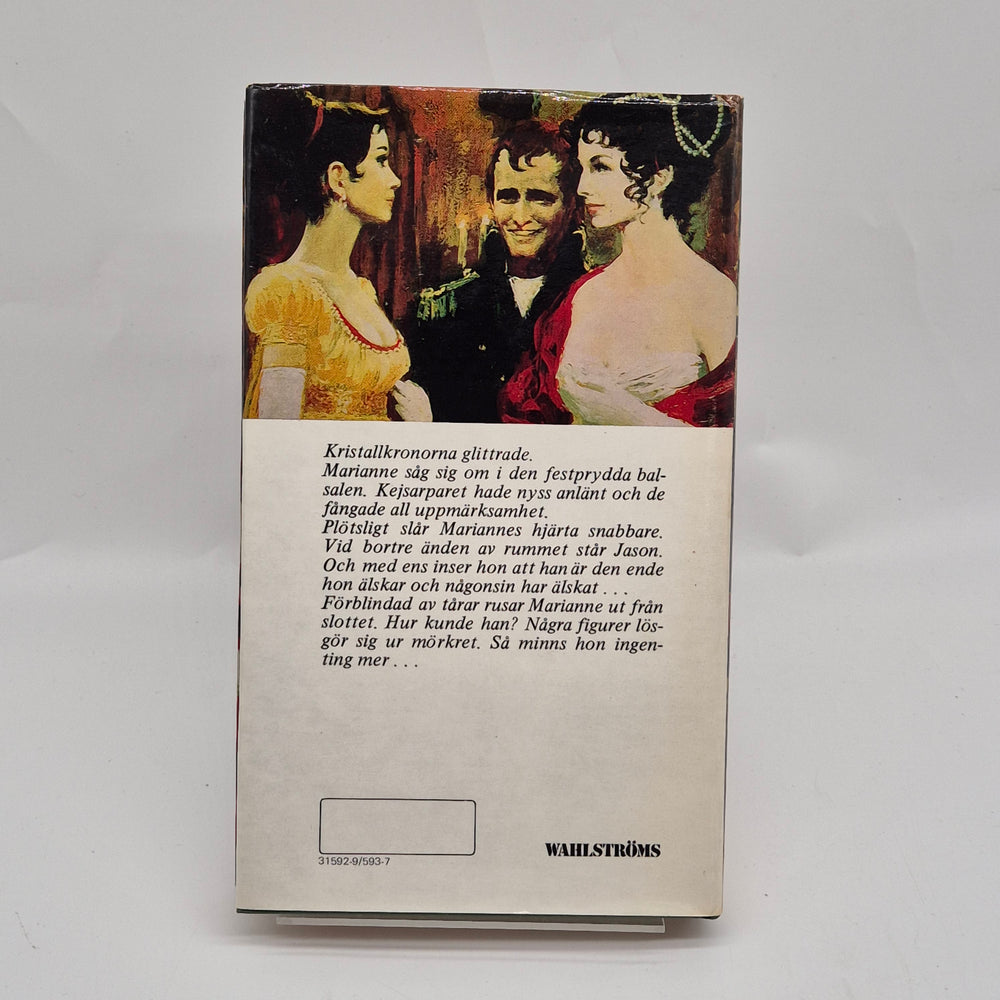 Kristallkronorna glittrade.
Marianne såg sig om i den festprydda bal-
salen. Kejsarparet hade nyss anlänt och de
fångade all uppmärksamhet.
Plötsligt slår Mariannes hjärta snabbare.
Vid bortre änden av rummet står Jason.
Och med ens inser hon att han är den ende
hon älskar och någonsin har älskat . . .
Förblindad av tårar rusar Marianne ut från
slottet. Hur kunde han? Några figurer lös-
gör sig ur mörkret. Så minns hon ingen-
ting mer . . .
31592-9/593-7
WAHLSTRÖMS